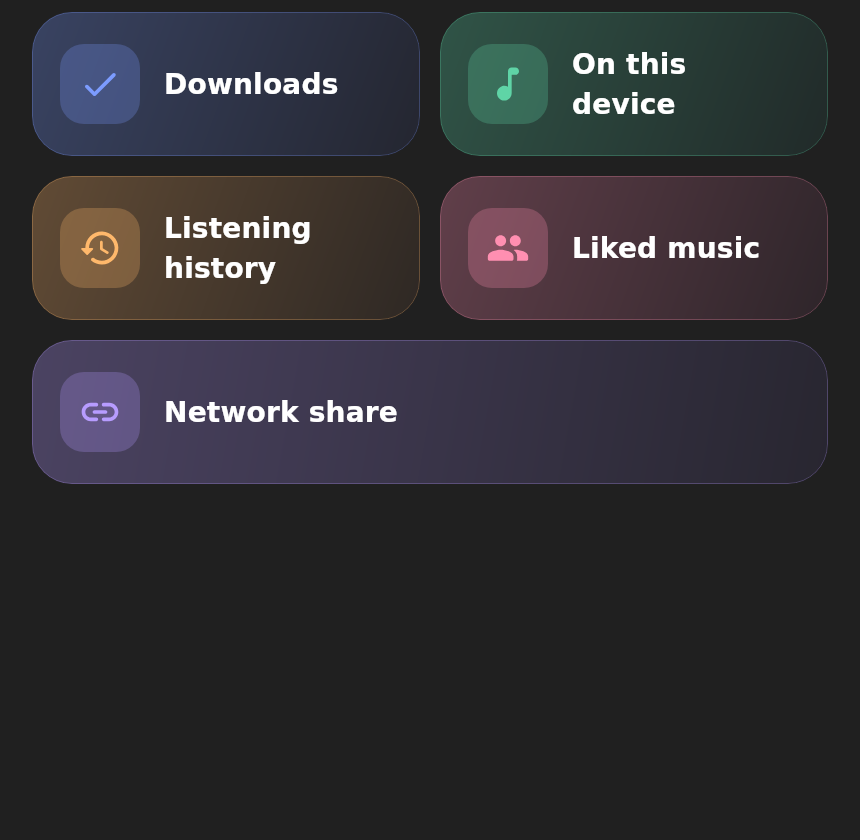 Downloads
On this
device
Listening
history
Liked music
Network share